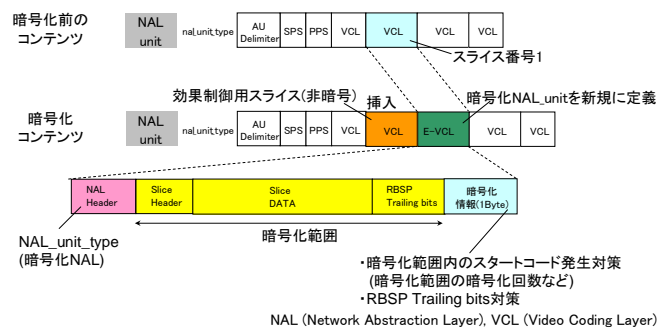 暗号化前の
コンテンツ
NAL
unit
nal_unit_type
AU
Delimiter
SPS
PPS
VCL
VCL
VCL
VCL
スライス番号1
効果制御用スライス(非暗号)
挿入
暗号化NAL_unitを新規に定義
暗号化
コンテンツ
NAL
unit
nal_unit_type
AU
Delimiter
SPS
PPS
VCL
VCL
E-VCL
VCL
VCL
NAL
Header
Slice
Header
Slice
DATA
RBSP
Trailing bits
暗号化
情報(1Byte)
暗号化範囲
NAL_unit_type
(暗号化NAL)
・暗号化範囲内のスタートコード発生対策
(暗号化範囲の暗号化回数など)
・RBSP Trailing bits対策
NAL (Network Abstraction Layer), VCL (Video Coding Layer)